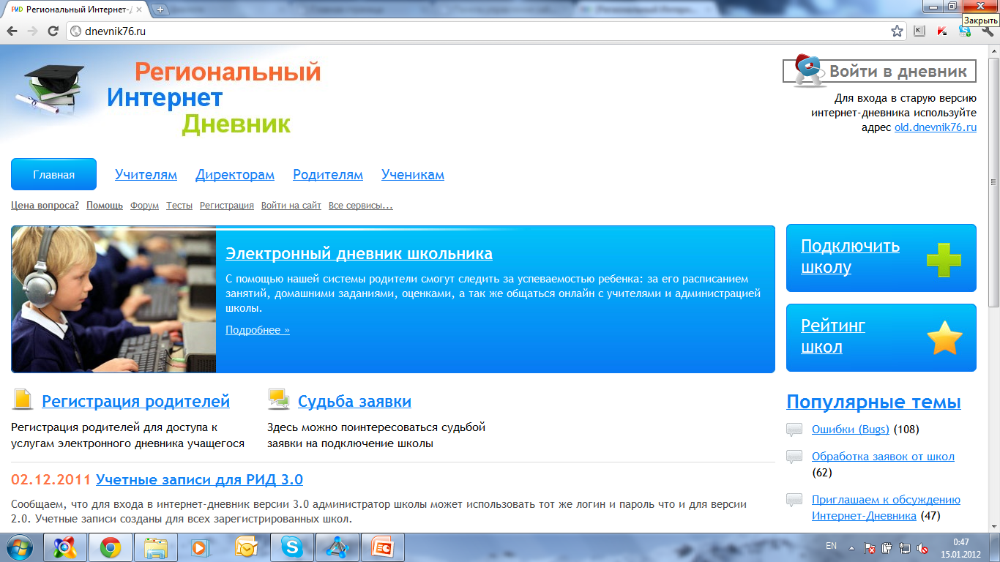 РИД Региональный Интернет-Д
Закрыть
dnevnik76.ru
Региональный
Интернет
Дневник
Войти в дневник
Для входа в старую версию
интернет-дневника используйте
адрес old.dnevnik76.ru
Главная Учителям Директорам Родителям Ученикам
Цена вопроса? Помощь Форум Тесты Регистрация Войти на сайт Все сервисы...
Электронный дневник школьника
С помощью нашей системы родители смогут следить за успеваемостью ребенка: за его расписанием
занятий, домашними заданиями, оценками, а так же общаться онлайн с учителями и администрацией
школы.
Подробнее »
Подключить
школу
Рейтинг
школ
Регистрация родителей
Регистрация родителей для доступа к
услугам электронного дневника учащегося
Судьба заявки
Здесь можно поинтересоваться судьбой
заявки на подключение школы
Популярные темы
Ошибки (Bugs) (108)
Обработка заявок от школ
(62)
Приглашаем к обсуждению
Интернет-Дневника (47)
02.12.2011 Учетные записи для РИД 3.0
Сообщаем, что для входа в интернет-дневник версии 3.0 администратор школы может использовать тот же логин и пароль что и для версии
2.0. Учетные записи созданы для всех зарегистрированных школ.
EN
0:47
15.01.2012